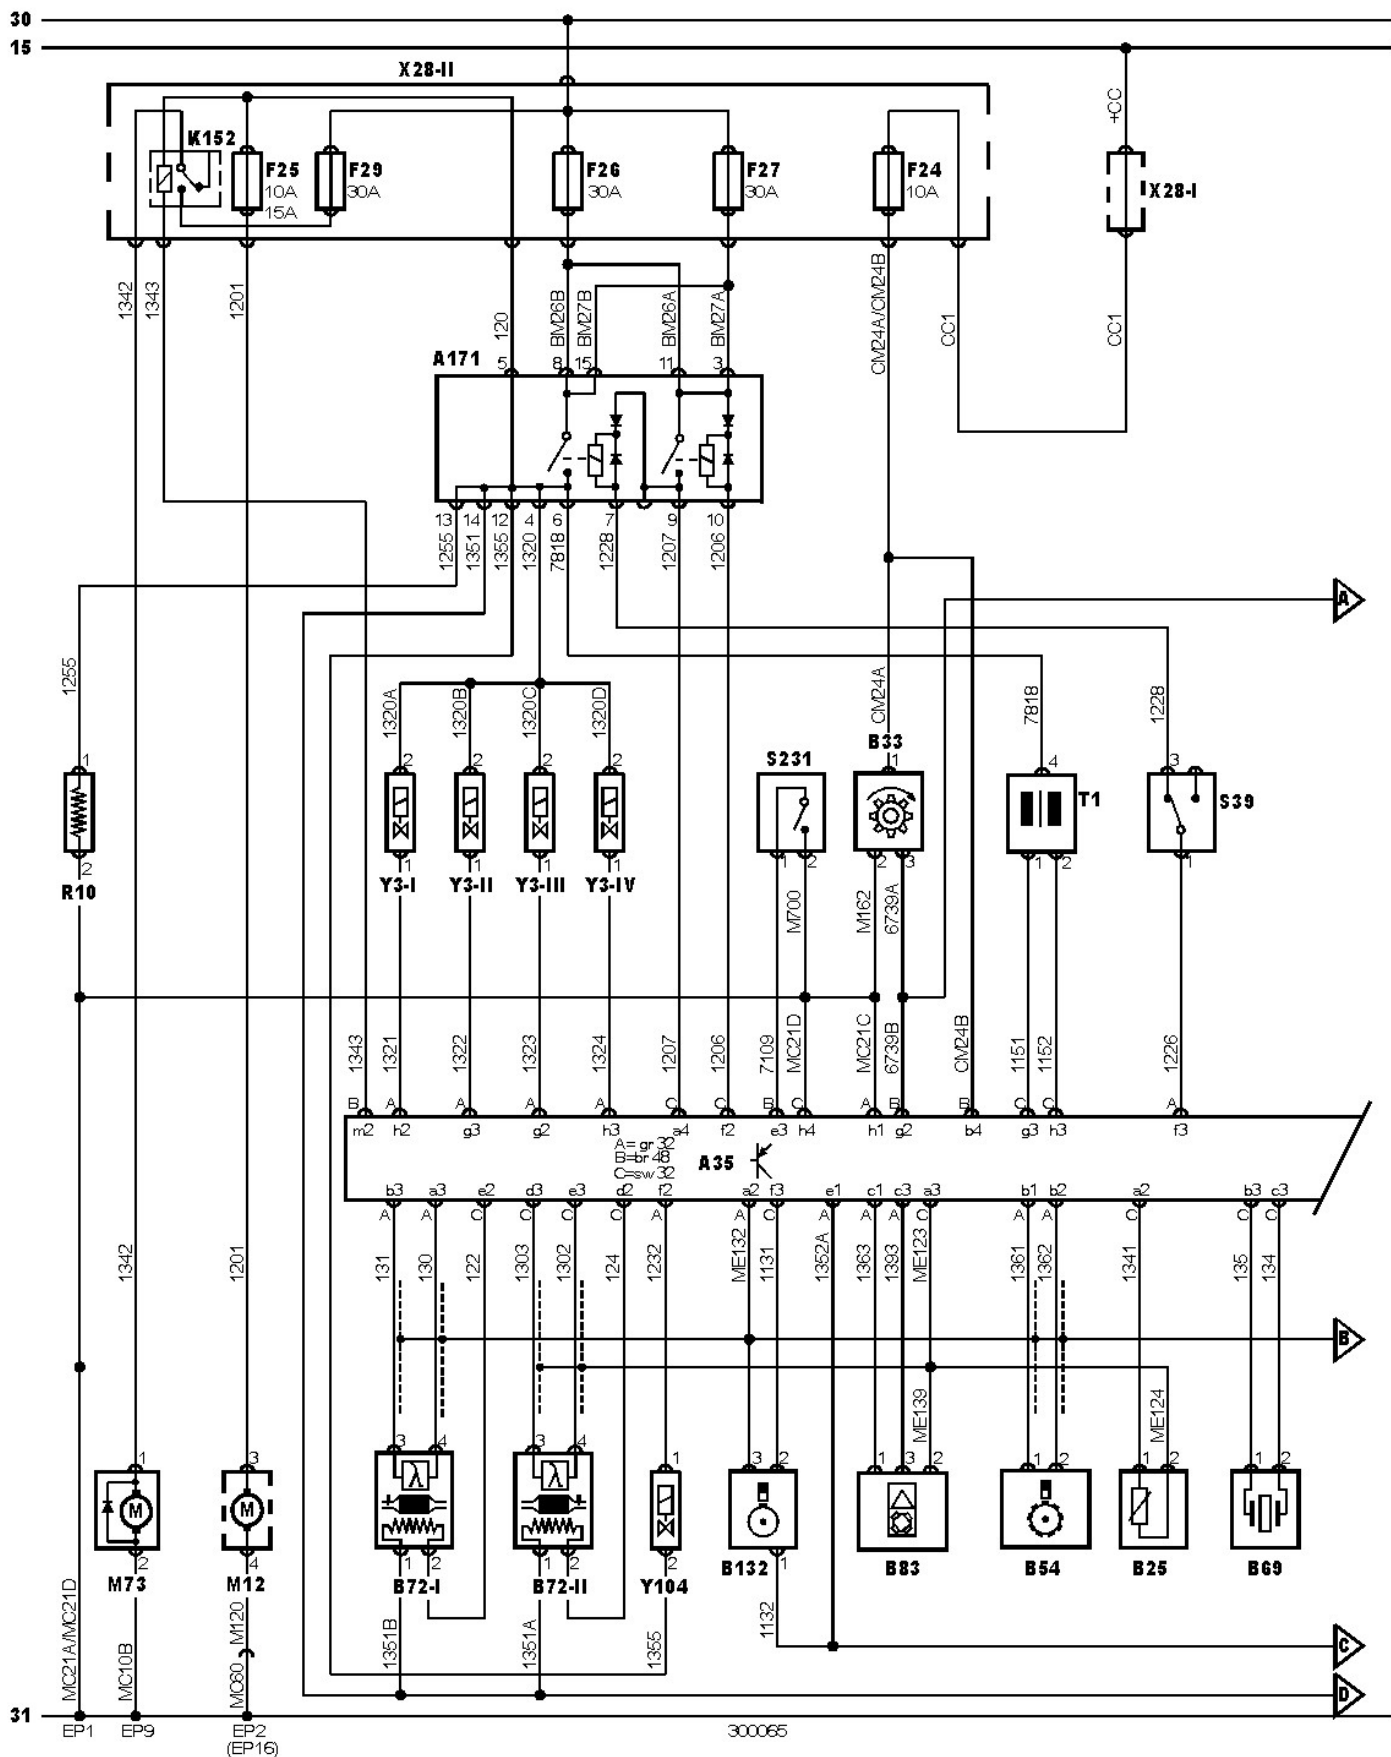 30
15
X28-II
+CC
K152
F25
10A
15A
F29
30A
F26
30A
F27
30A
F24
10A
X28-I
1342
1343
1201
120
BM26B
BM27B
BM26A
BM27A
CM24A/CM24B
CC1
CC1
A171
5 8 15 11 3
13 14 12 4 6 7 9 10
1255
1351
1355
1320
7818
1228
1207
1206
A
1255
1320A
1320B
1320C
1320D
CM24A
7818
1228
1
2
R10
2 2 2 2
1 1 1 1
Y3-I
Y3-II
Y3-III
Y3-IV
S231
1 2
B33
1
2 3
4
T1
1 2
3
S39
1
M700
M162
6739A
1343
1321
1322
1323
1324
1207
1206
7109
MC21D
MC21C
6739B
CM24B
1151
1152
1226
B A A A A C C B C A B B C C A
m2 h2 g3 g2 h3 a4 f2 e3 h4 h1 g2 b4 g3 h3 f3
A=gr 32
B=br 48
C=sw 32
A35
b3 a3 e2 d3 e3 d2 f2 a2 f3 e1 c1 c3 a3 b1 b2 a2 b3 c3
A A C C C C A A C A A A C A A C C C
1342
1201
131
130
122
1303
1302
124
1232
ME132
1131
1352A
1363
1393
ME123
1361
1362
1341
135
134
B
ME139
ME124
1
M
2
M73
3
M
4
M12
3 4
λ
1 2
B72-I
3 4
λ
1 2
B72-II
1
2
Y104
3 2
1
B132
1 3 2
B83
1 2
B54
1 2
B25
1 2
B69
MC21A/MC21D
MC10B
MC60
M120
1351B
1351A
1355
1132
C
D
31
EP1
EP9
EP2
(EP16)
300065